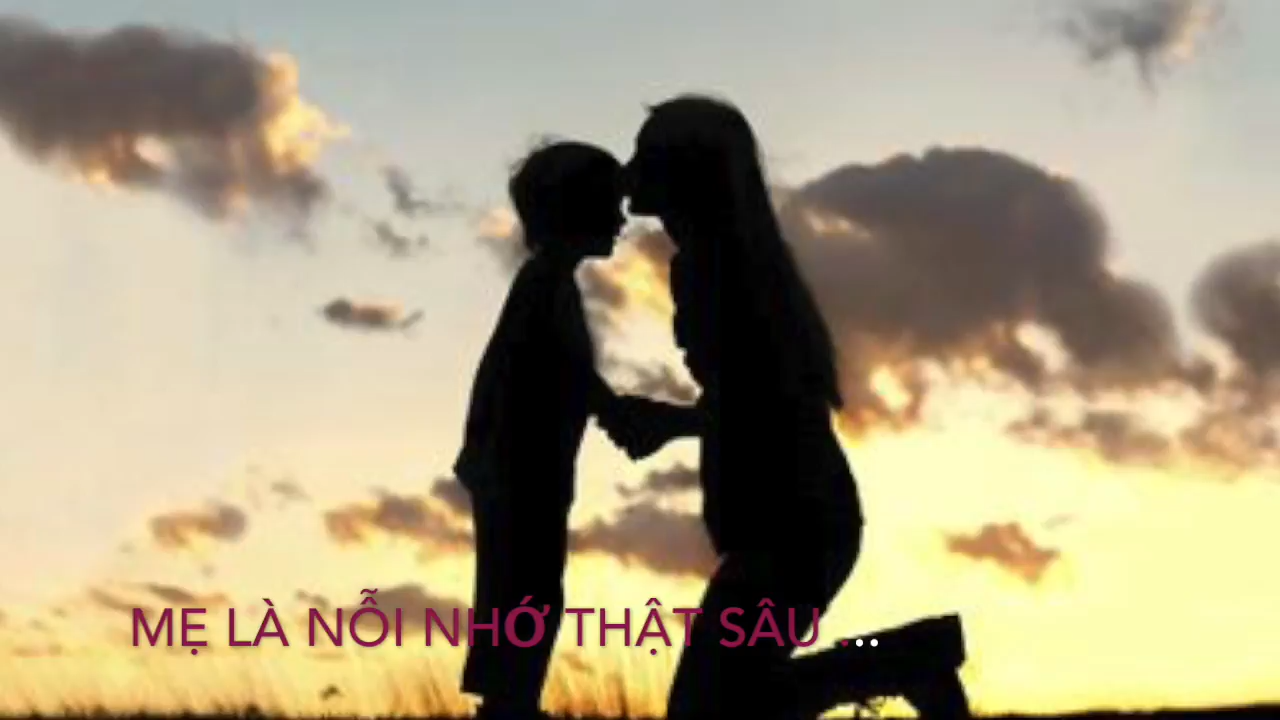 MẸ LÀ NỖI NHỚ THẬT SÂU ...